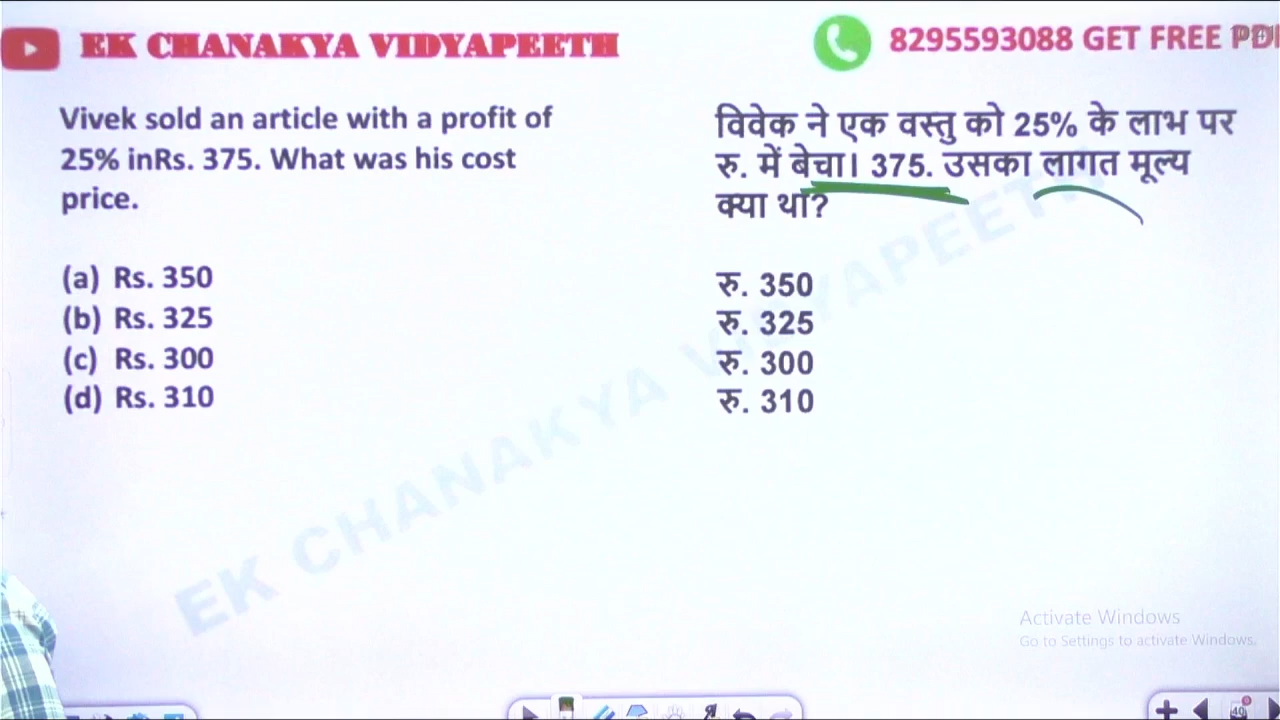 EK CHANAKYA VIDYAPEETH
8295593088 GET FREE
Vivek sold an article with a profit of
25% inRs. 375. What was his cost
price.
(a) Rs. 350
(b) Rs. 325
(c) Rs. 300
(d) Rs. 310
विवेक ने एक वस्तु को 25% के लाभ पर
रु. में बेचा। 375. उसका लागत मूल्य
क्या था?
रु. 350
रु. 325
रु. 300
रु. 310
EK CHANAKYA VIDYAPEETH
Activate Windows
Go to Settings to activate Windows.